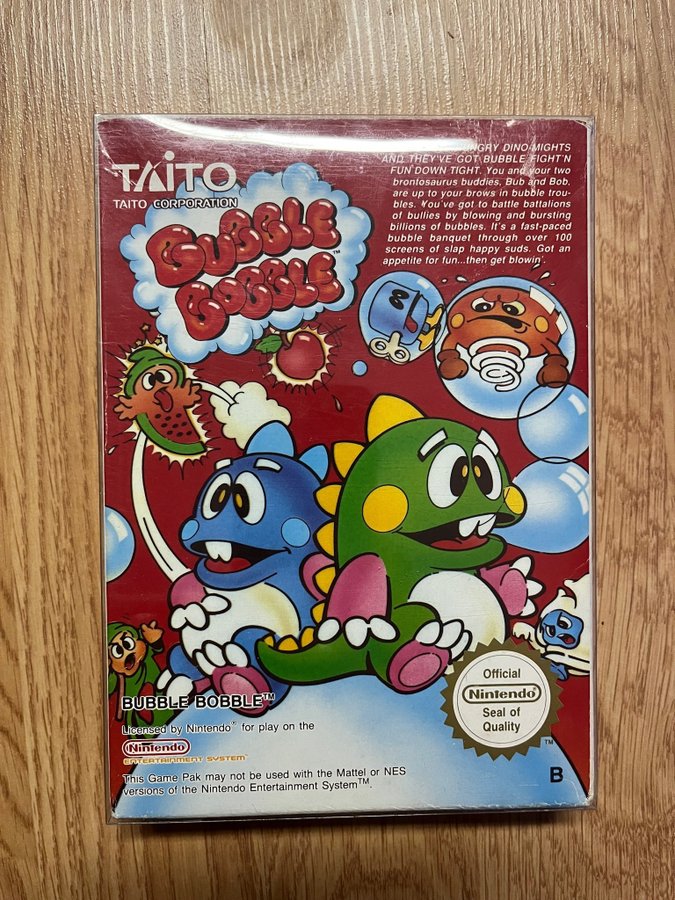 TAITO
TAITO CORPORATION
BUBBLE
BOBBLE™
NGRY DINO-MIGHTS
AND THEY'VE GOT BUBBLE FIGHT'N
FUN DOWN TIGHT. You and your two
brontosaurus buddies, Bub and Bob,
are up to your brows in bubble trou-
bles. You've got to battle battalions
of bullies by blowing and bursting
billions of bubbles. It's a fast-paced
bubble banquet through over 100
screens of slap happy suds. Got an
appetite for fun...then get blowin'.
BUBBLE BOBBLE™
Licensed by Nintendo® for play on the
Nintendo®
ENTERTAINMENT SYSTEM™
This Game Pak may not be used with the Mattel or NES
versions of the Nintendo Entertainment System™.
Official
Nintendo®
Seal of
Quality
™
B